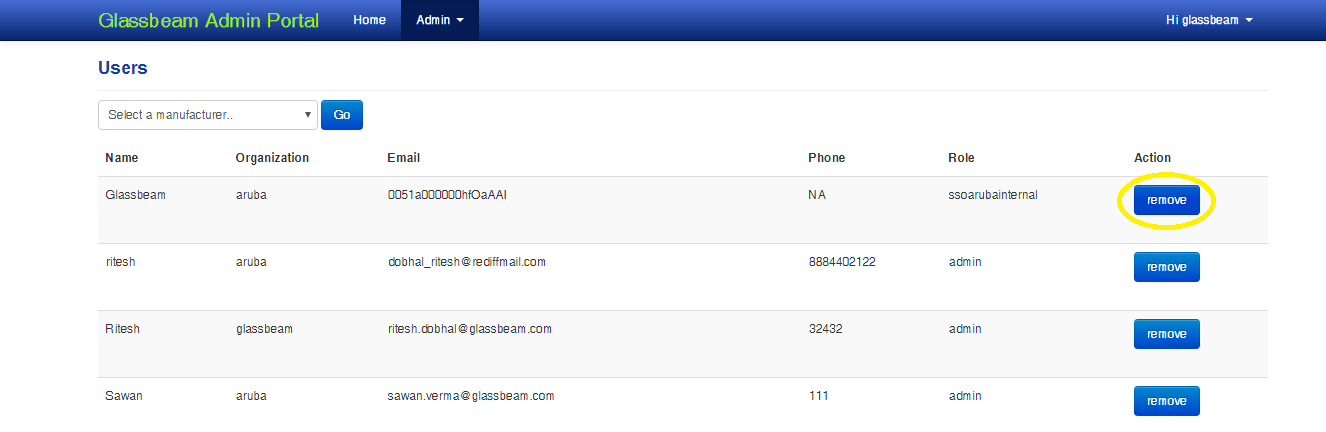 Glassbeam Admin Portal Home Admin Hi glassbeam
Users
Select a manufacturer.. Go
Name Organization Email Phone Role Action
Glassbeam aruba 0051a000000hfOaAAI NA ssoarubainternal remove
ritesh aruba dobhal_ritesh@rediffmail.com 8884402122 admin remove
Ritesh glassbeam ritesh.dobhal@glassbeam.com 32432 admin remove
Sawan aruba sawan.verma@glassbeam.com 111 admin remove